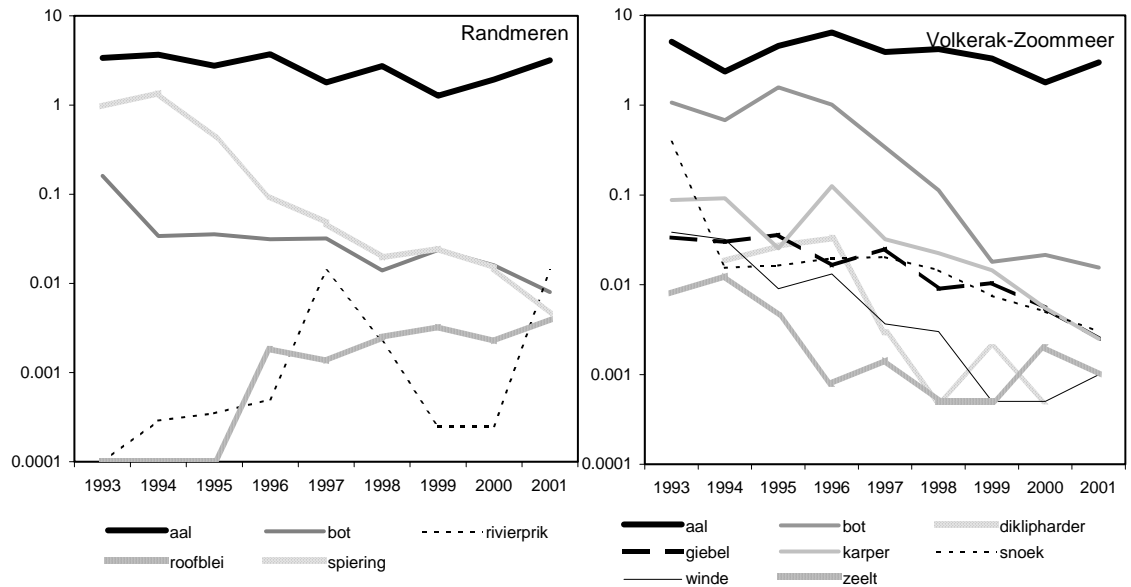 Randmeren
10
1
0.1
0.01
0.001
0.0001
1993 1994 1995 1996 1997 1998 1999 2000 2001
aal bot rivierprik
roofblei spiering
Volkerak-Zoommeer
10
1
0.1
0.01
0.001
0.0001
1993 1994 1995 1996 1997 1998 1999 2000 2001
aal bot diklipharder
giebel karper snoek
winde zeelt